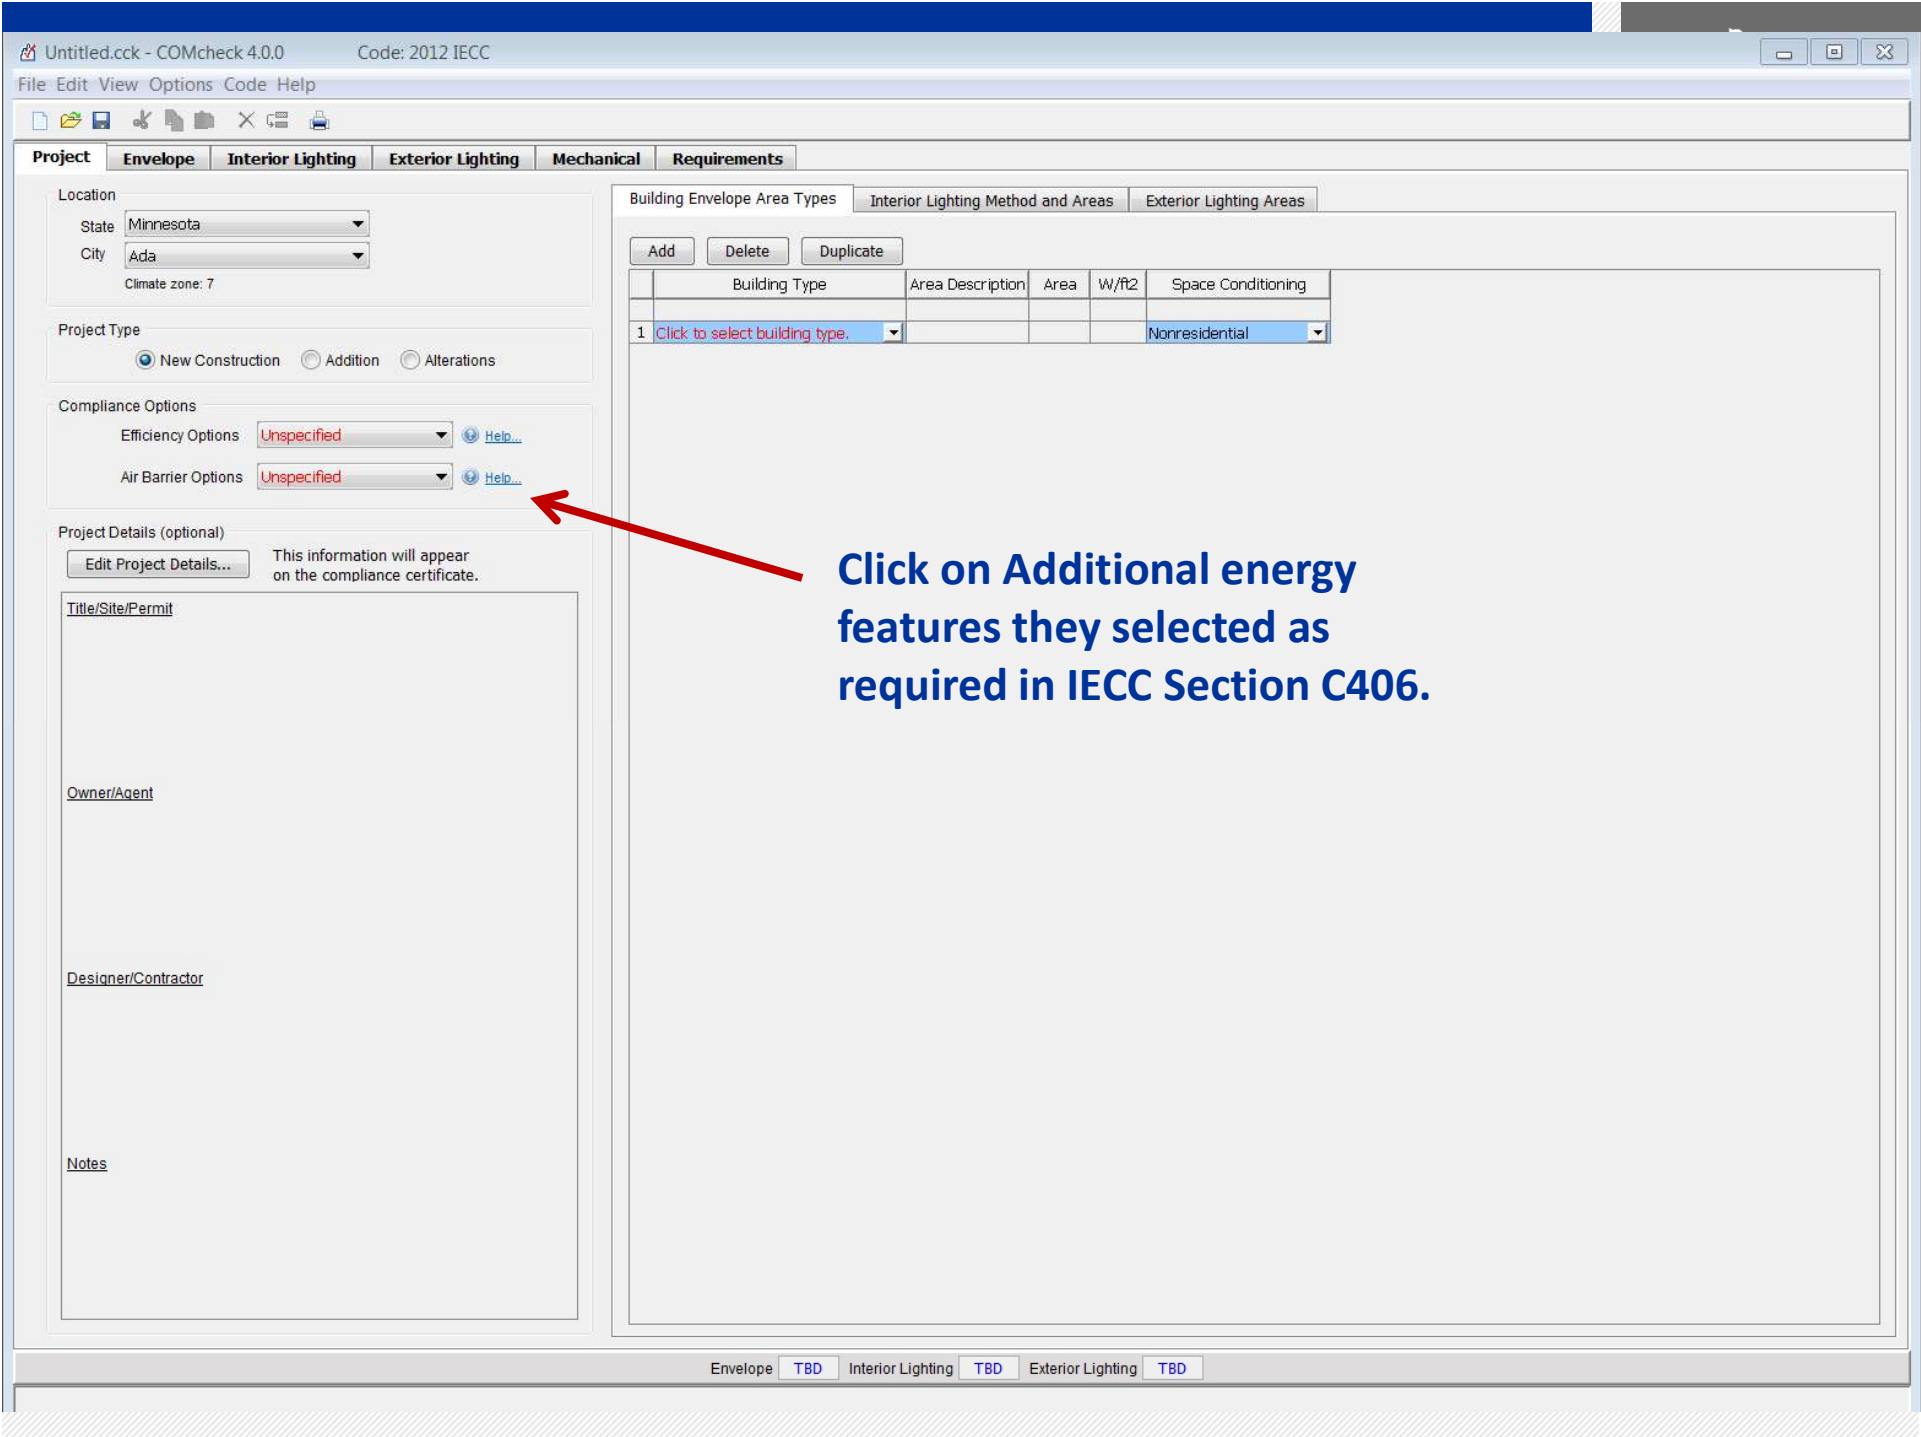 Untitled.cck - COMcheck 4.0.0 Code: 2012 IECC
File Edit View Options Code Help
Project Envelope Interior Lighting Exterior Lighting Mechanical Requirements
Location
State Minnesota
City Ada
Climate zone: 7
Project Type
New Construction Addition Alterations
Compliance Options
Efficiency Options Unspecified Help...
Air Barrier Options Unspecified Help...
Project Details (optional)
Edit Project Details...
This information will appear
on the compliance certificate.
Title/Site/Permit
Owner/Agent
Designer/Contractor
Notes
Building Envelope Area Types Interior Lighting Method and Areas Exterior Lighting Areas
Add Delete Duplicate
Building Type Area Description Area W/ft2 Space Conditioning
1 Click to select building type. Nonresidential
Click on Additional energy
features they selected as
required in IECC Section C406.
Envelope TBD Interior Lighting TBD Exterior Lighting TBD